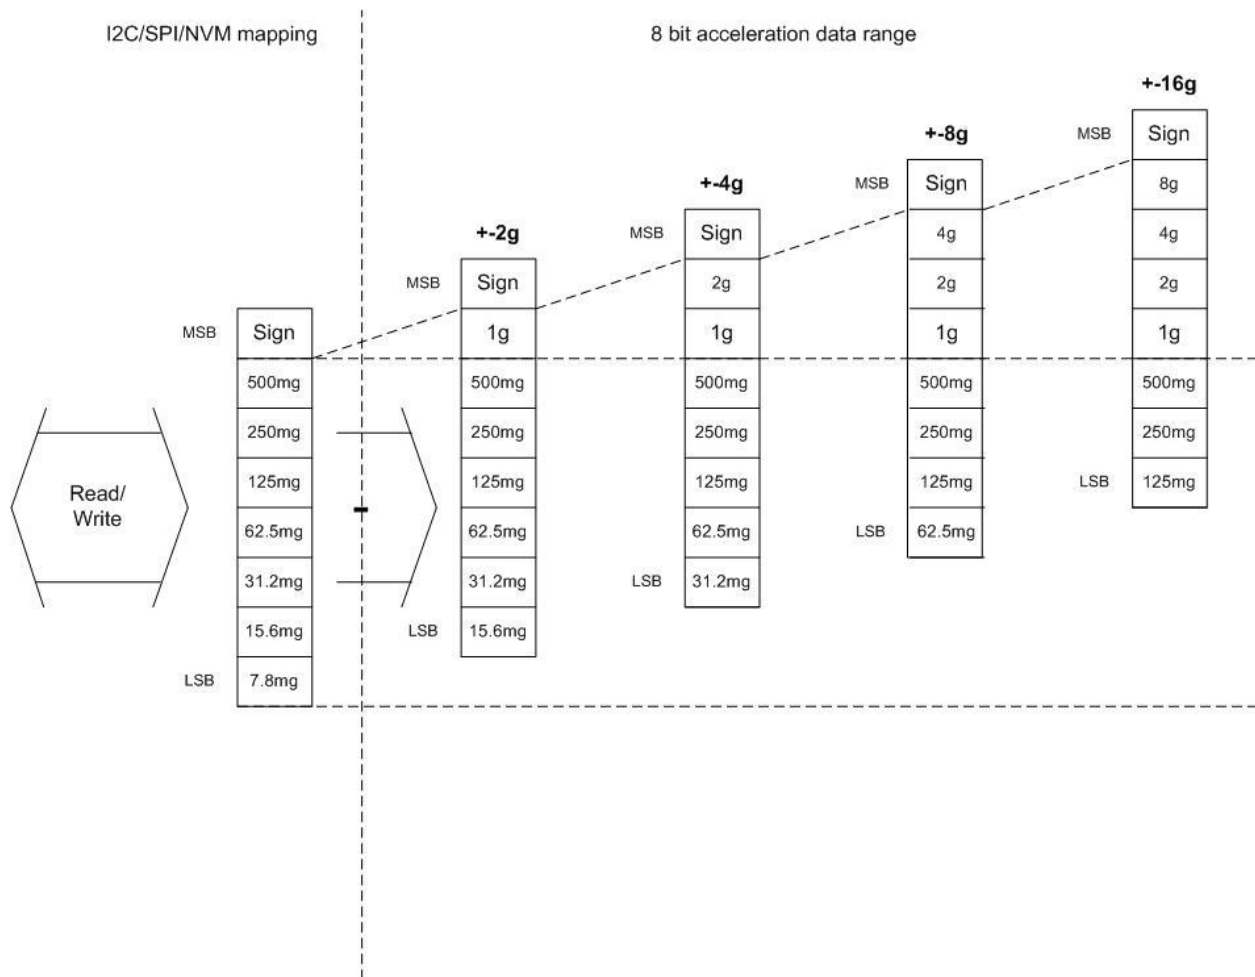 I2C/SPI/NVM mapping
8 bit acceleration data range
+-16g
MSB Sign
+-8g
8g
MSB Sign
+-4g
4g
4g
MSB Sign
+-2g
2g
2g
2g
MSB Sign
MSB Sign
1g
1g
1g
1g
500mg
500mg
500mg
500mg
500mg
250mg
250mg
250mg
250mg
250mg
125mg
125mg
125mg
125mg
LSB 125mg
Read/
Write
62.5mg
62.5mg
62.5mg
LSB 62.5mg
31.2mg
31.2mg
LSB 31.2mg
15.6mg
LSB 15.6mg
LSB 7.8mg